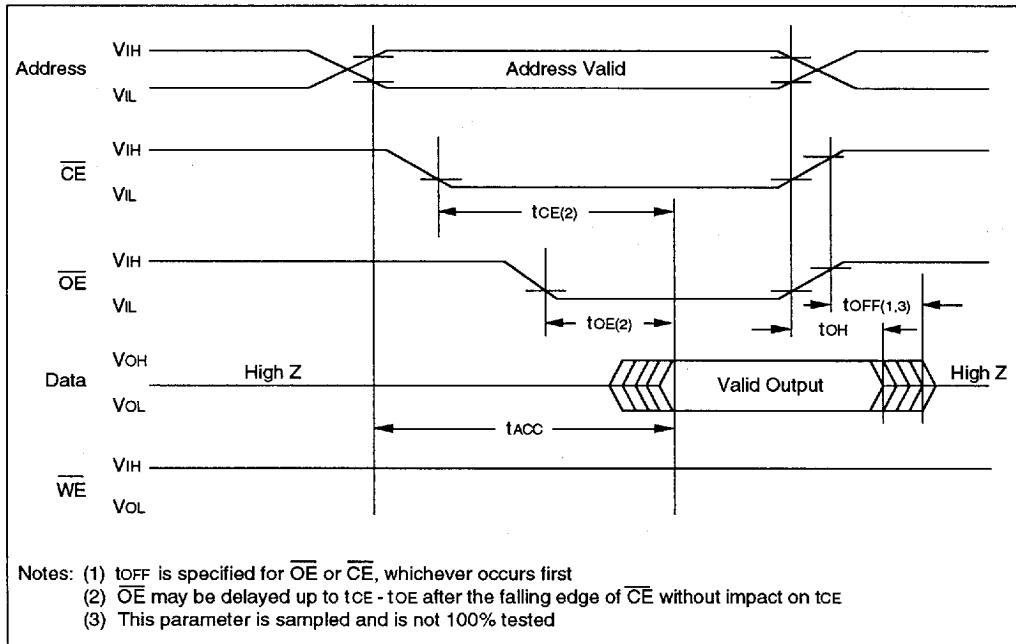 VIH
Address
Address Valid
VIL
VIH
CE
VIL
tCE(2)
VIH
OE
VIL
tOFF(1,3)
tOE(2)
tOH
VOH
Data
High Z
Valid Output
High Z
VOL
tACC
VIH
WE
VOL
Notes: (1) tOFF is specified for OE or CE, whichever occurs first
(2) OE may be delayed up to tCE - tOE after the falling edge of CE without impact on tCE
(3) This parameter is sampled and is not 100% tested